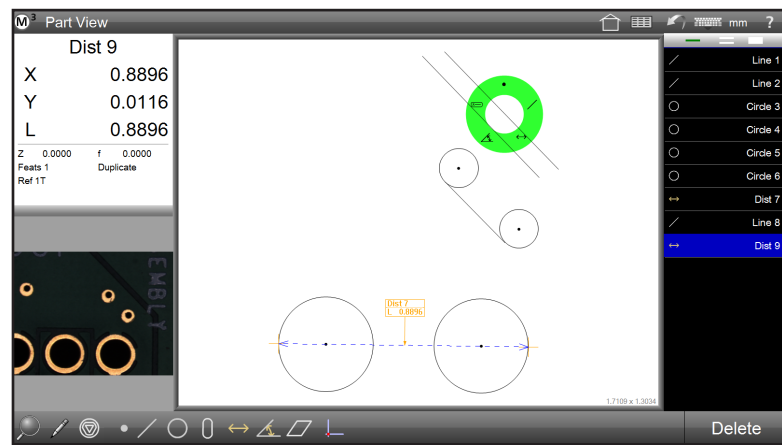 M3 Part View
mm ?
Dist 9
X 0.8896
Y 0.0116
L 0.8896
Z 0.0000 f 0.0000
Feats 1 Duplicate
Ref 1T
EMBLY
Dist 7
L 0.8896
1.7109 x 1.3034
Line 1
Line 2
Circle 3
Circle 4
Circle 5
Circle 6
Dist 7
Line 8
Dist 9
Delete